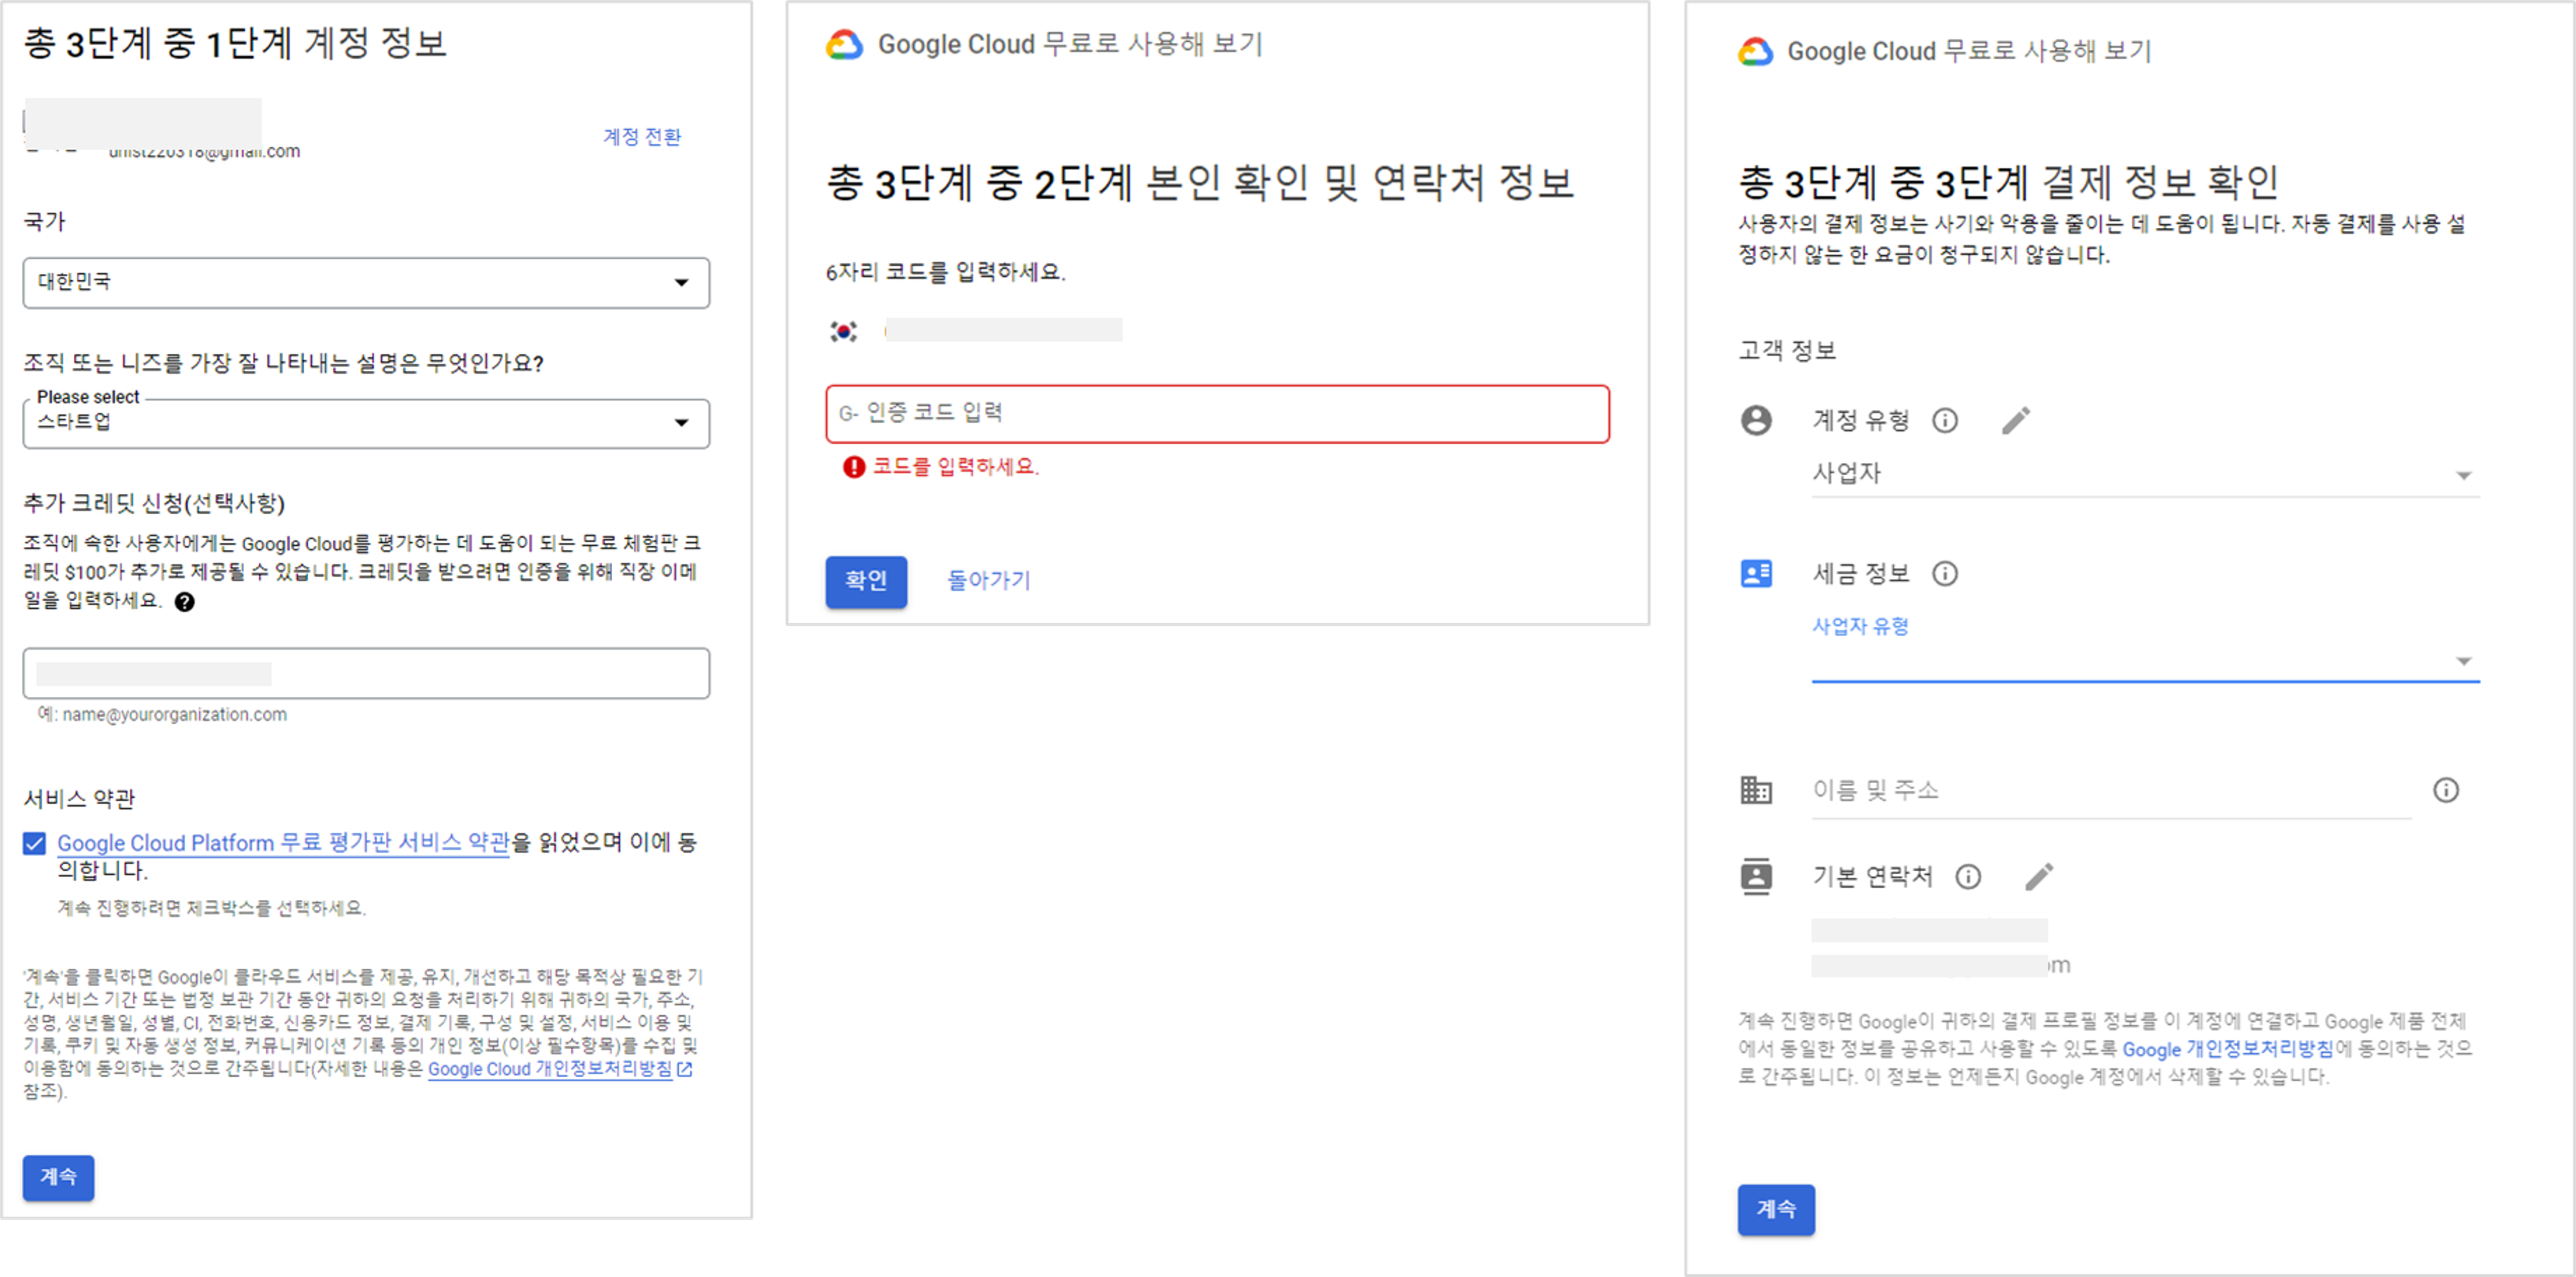 총 3단계 중 1단계 계정 정보
unist220318@gmail.com
계정 전환
국가
대한민국
조직 또는 니즈를 가장 잘 나타내는 설명은 무엇인가요?
Please select
스타트업
추가 크레딧 신청(선택사항)
조직에 속한 사용자에게는 Google Cloud를 평가하는 데 도움이 되는 무료 체험판 크
레딧 $100가 추가로 제공될 수 있습니다. 크레딧을 받으려면 인증을 위해 직장 이메
일을 입력하세요.
예: name@yourorganization.com
서비스 약관
Google Cloud Platform 무료 평가판 서비스 약관을 읽었으며 이에 동
의합니다.
계속 진행하려면 체크박스를 선택하세요.
'계속'을 클릭하면 Google이 클라우드 서비스를 제공, 유지, 개선하고 해당 목적상 필요한 기
간, 서비스 기간 또는 법정 보관 기간 동안 귀하의 요청을 처리하기 위해 귀하의 국가, 주소,
성명, 생년월일, 성별, CI, 전화번호, 신용카드 정보, 결제 기록, 구성 및 설정, 서비스 이용 및
기록, 쿠키 및 자동 생성 정보, 커뮤니케이션 기록 등의 개인 정보(이상 필수항목)를 수집 및
이용함에 동의하는 것으로 간주됩니다(자세한 내용은 Google Cloud 개인정보처리방침
참조).
계속
Google Cloud 무료로 사용해 보기
총 3단계 중 2단계 본인 확인 및 연락처 정보
6자리 코드를 입력하세요.
G- 인증 코드 입력
코드를 입력하세요.
확인
돌아가기
Google Cloud 무료로 사용해 보기
총 3단계 중 3단계 결제 정보 확인
사용자의 결제 정보는 사기와 악용을 줄이는 데 도움이 됩니다. 자동 결제를 사용 설
정하지 않는 한 요금이 청구되지 않습니다.
고객 정보
계정 유형
사업자
세금 정보
사업자 유형
이름 및 주소
기본 연락처
om
계속 진행하면 Google이 귀하의 결제 프로필 정보를 이 계정에 연결하고 Google 제품 전체
에서 동일한 정보를 공유하고 사용할 수 있도록 Google 개인정보처리방침에 동의하는 것으
로 간주됩니다. 이 정보는 언제든지 Google 계정에서 삭제할 수 있습니다.
계속